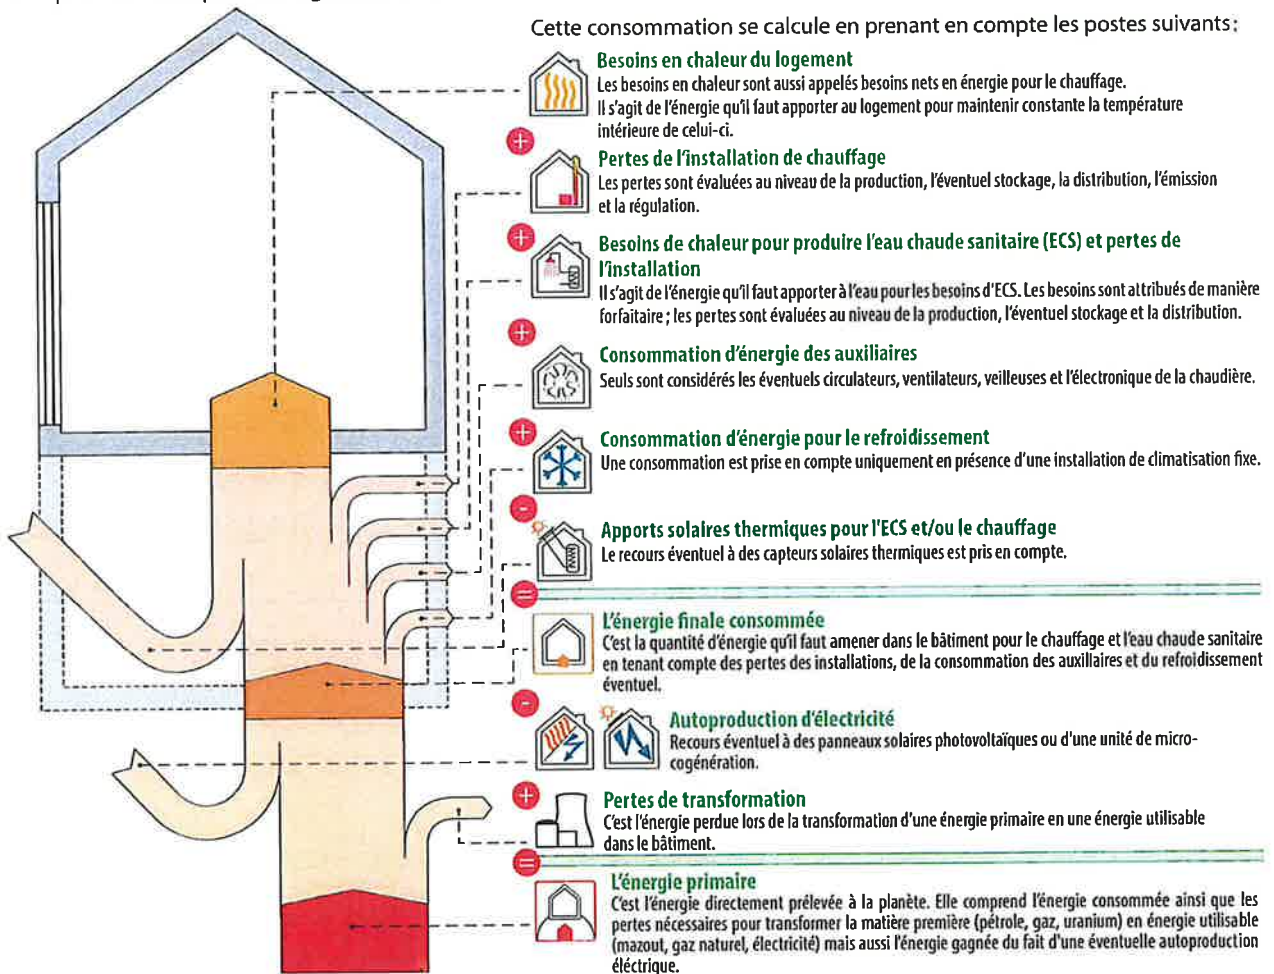 Cette consommation se calcule en prenant en compte les postes suivants :
Besoins en chaleur du logement
Les besoins en chaleur sont aussi appelés besoins nets en énergie pour le chauffage.
Il s'agit de l'énergie qu'il faut apporter au logement pour maintenir constante la température
intérieure de celui-ci.
+
Pertes de l'installation de chauffage
Les pertes sont évaluées au niveau de la production, l'éventuel stockage, la distribution, l'émission
et la régulation.
+
Besoins de chaleur pour produire l'eau chaude sanitaire (ECS) et pertes de
l'installation
Il s'agit de l'énergie qu'il faut apporter à l'eau pour les besoins d'ECS. Les besoins sont attribués de manière
forfaitaire ; les pertes sont évaluées au niveau de la production, l'éventuel stockage et la distribution.
+
Consommation d'énergie des auxiliaires
Seuls sont considérés les éventuels circulateurs, ventilateurs, veilleuses et l'électronique de la chaudière.
+
Consommation d'énergie pour le refroidissement
Une consommation est prise en compte uniquement en présence d'une installation de climatisation fixe.
-
Apports solaires thermiques pour l'ECS et/ou le chauffage
Le recours éventuel à des capteurs solaires thermiques est pris en compte.
=
L'énergie finale consommée
C'est la quantité d'énergie qu'il faut amener dans le bâtiment pour le chauffage et l'eau chaude sanitaire
en tenant compte des pertes des installations, de la consommation des auxillaires et du refroidissement
éventuel.
-
Autoproduction d'électricité
Recours éventuel à des panneaux solaires photovoltaïques ou d'une unité de micro-
cogénération.
+
Pertes de transformation
C'est l'énergie perdue lors de la transformation d'une énergie primaire en une énergie utilisable
dans le bâtiment.
=
L'énergie primaire
C'est l'énergie directement prélevée à la planète. Elle comprend l'énergie consommée ainsi que les
pertes nécessaires pour transformer la matière première (pétrole, gaz, uranium) en énergie utilisable
(mazout, gaz naturel, électricité) mais aussi l'énergie gagnée du fait d'une éventuelle autoproduction
éléctrique.